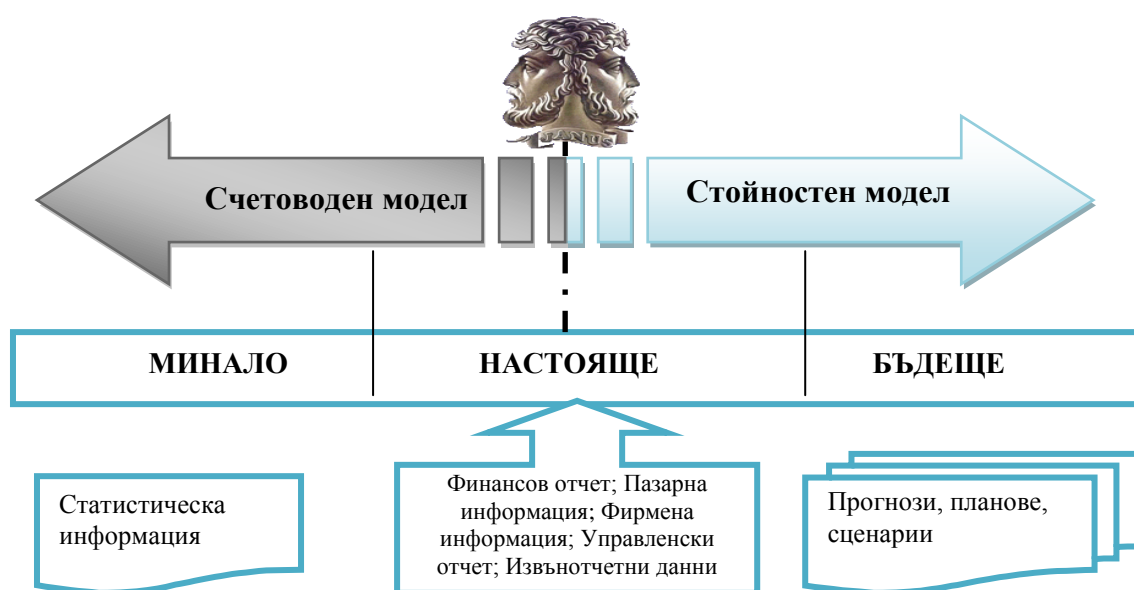 JANUS
Счетоводен модел
Стойностен модел
МИНАЛО
НАСТОЯЩЕ
БЪДЕЩЕ
Статистическа
информация
Финансов отчет; Пазарна
информация; Фирмена
информация; Управленски
отчет; Извънотчетни данни
Прогнози, планове,
сценарии